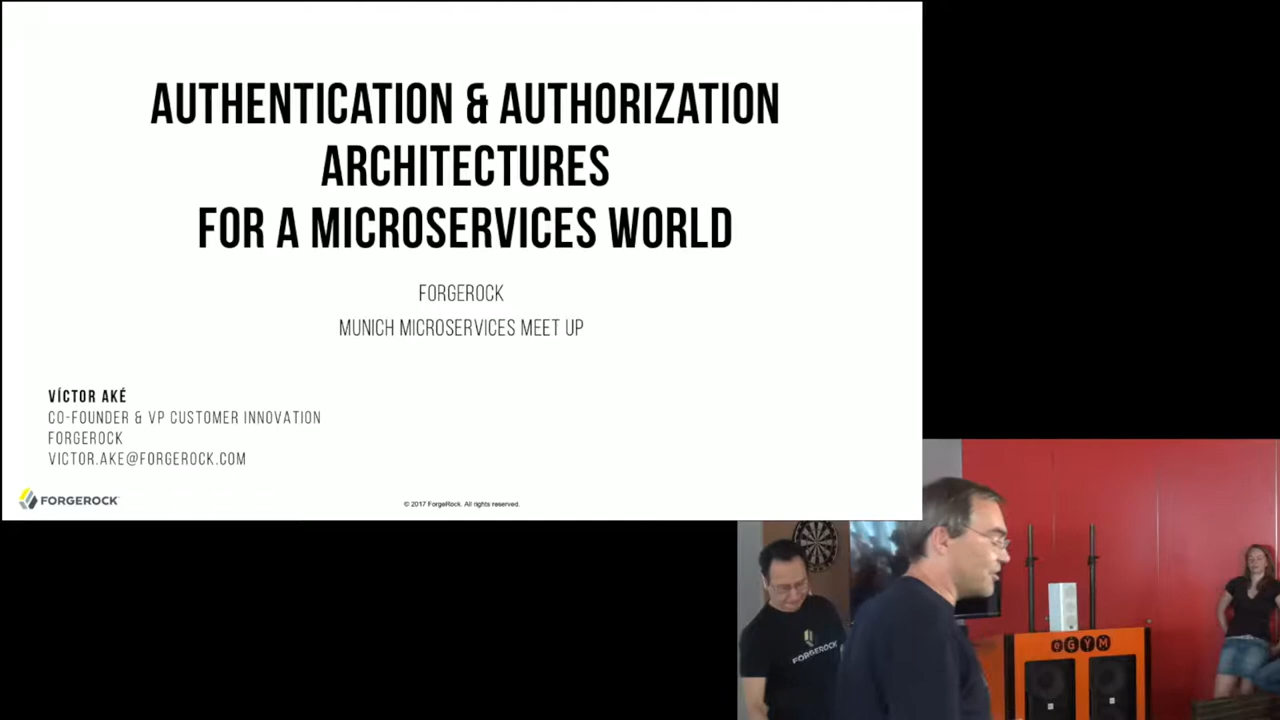 AUTHENTICATION & AUTHORIZATION
ARCHITECTURES
FOR A MICROSERVICES WORLD
FORGEROCK
MUNICH MICROSERVICES MEET UP
VÍCTOR AKÉ
CO-FOUNDER & VP CUSTOMER INNOVATION
FORGEROCK
VICTOR.AKE@FORGEROCK.COM
FORGEROCK
© 2017 ForgeRock. All rights reserved.
FORGEROCK
eGYM